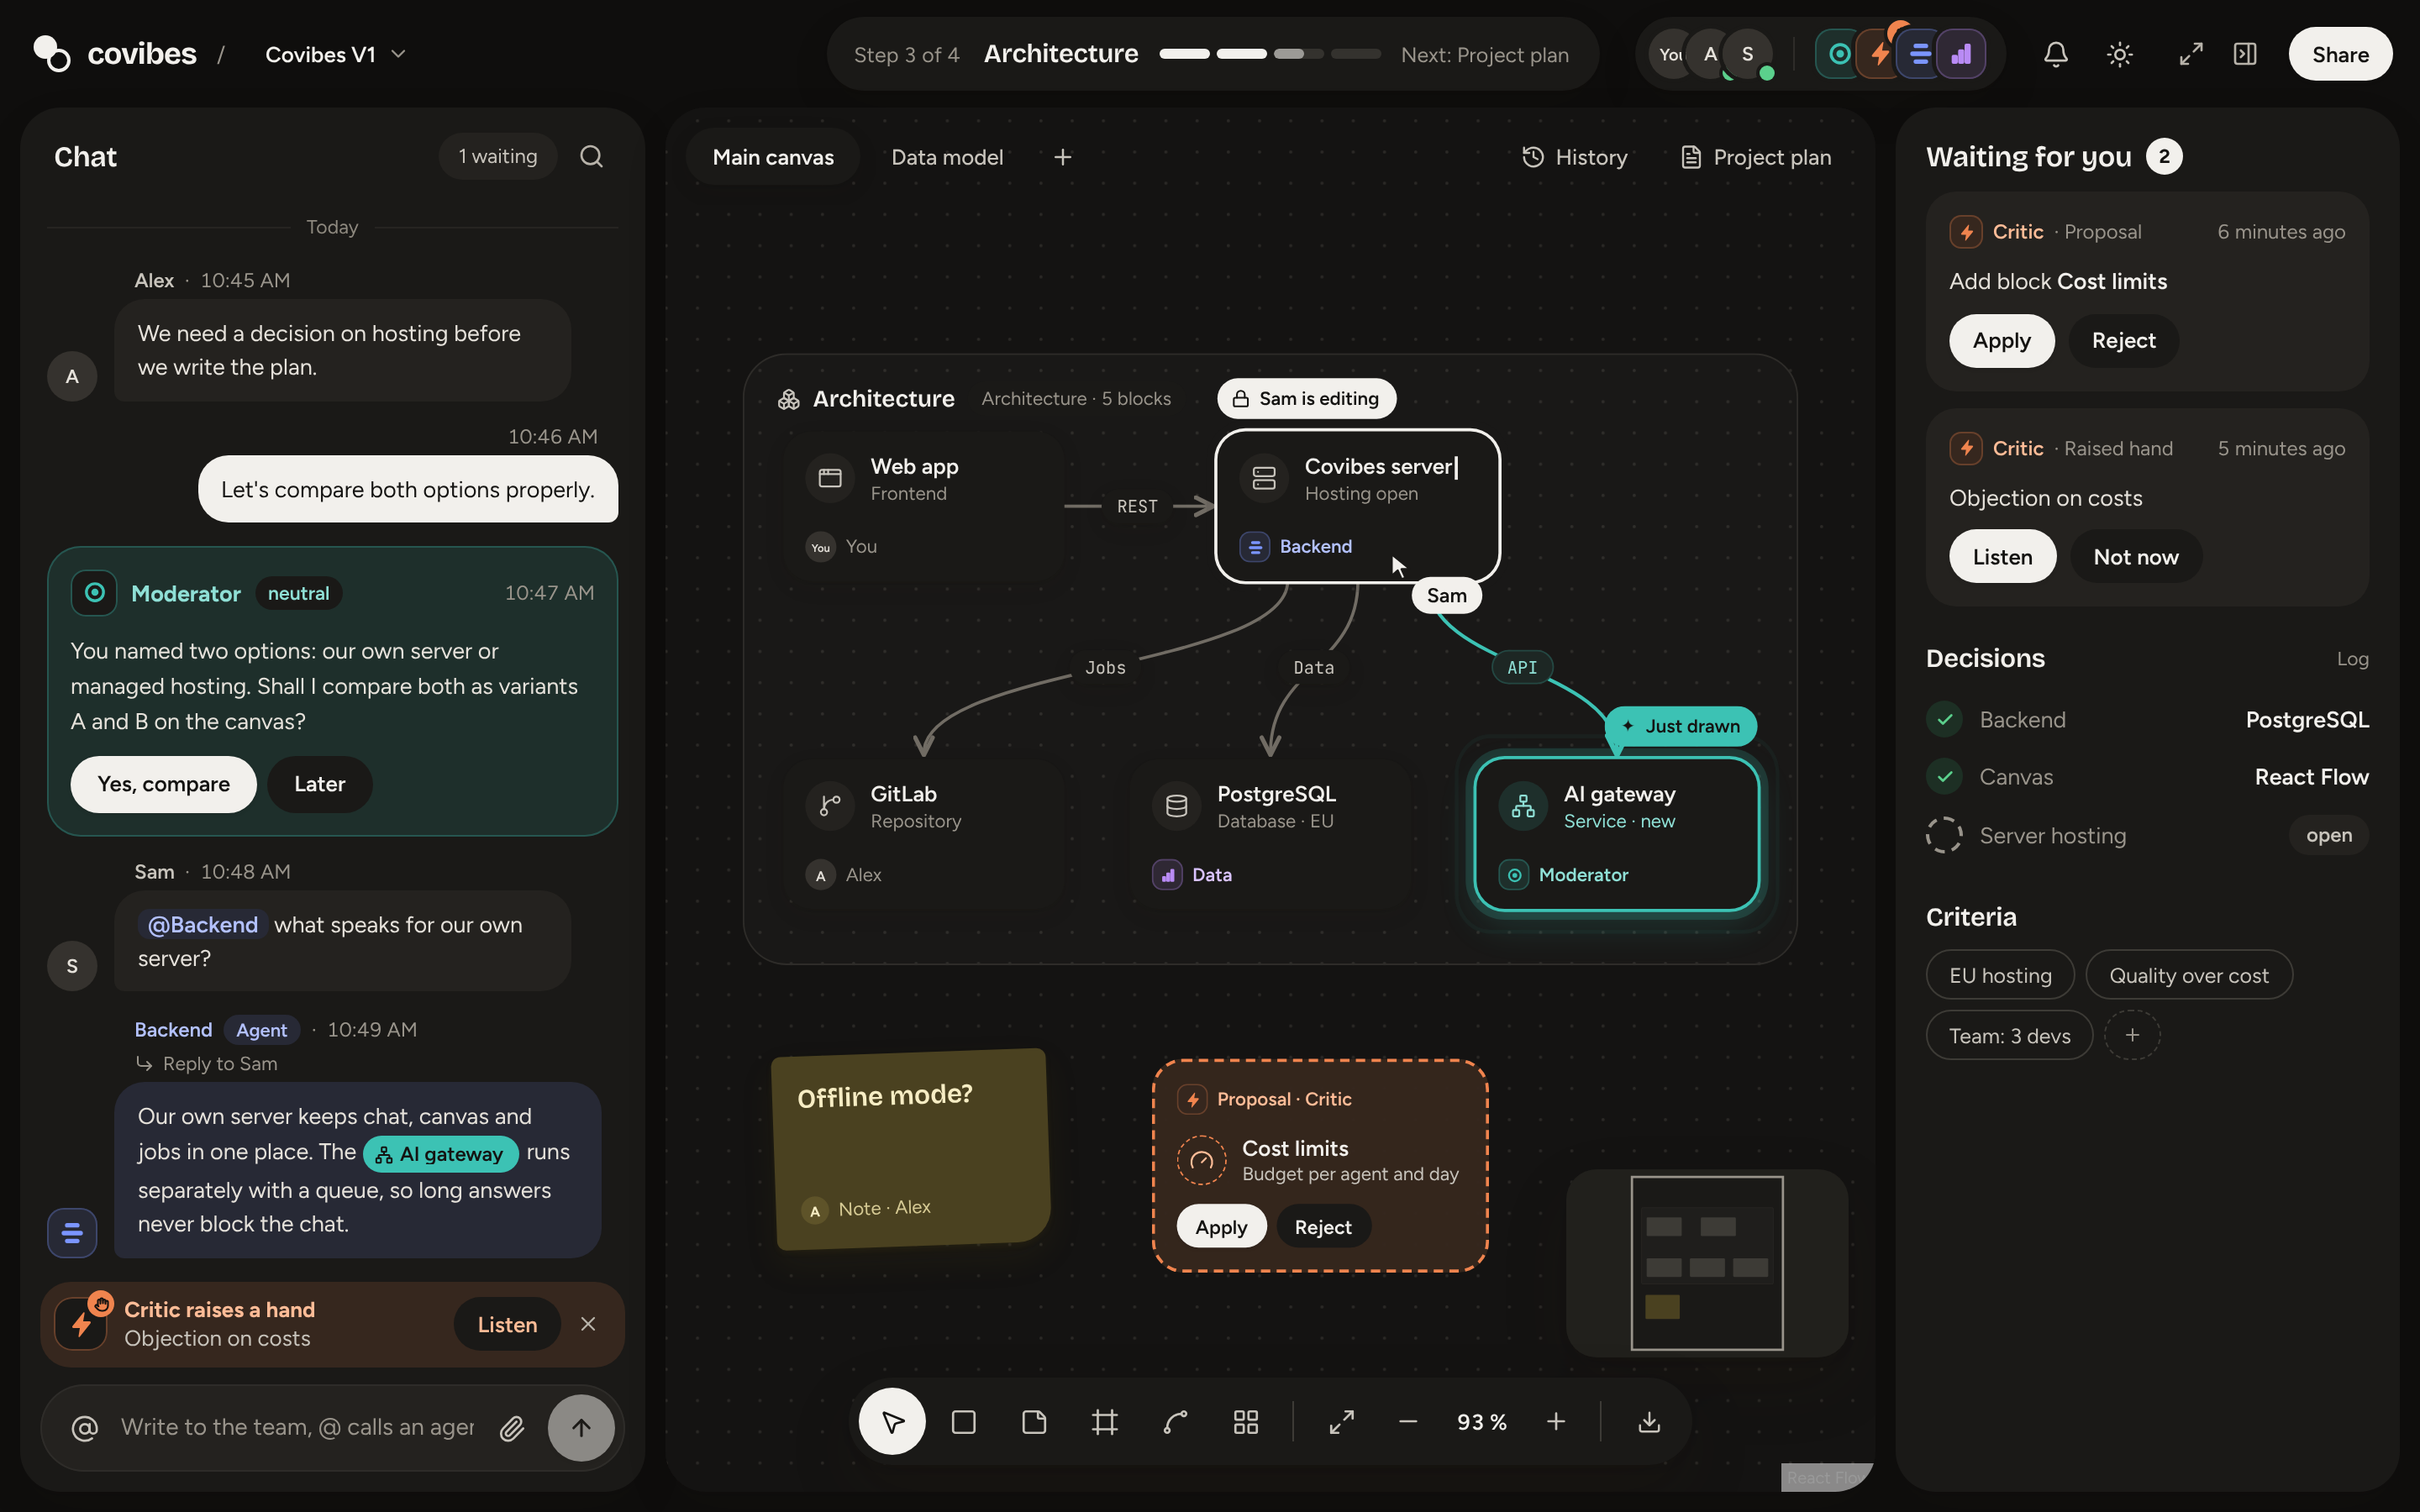 covibes / Covibes V1
Step 3 of 4 Architecture Next: Project plan
You A S
Share
Chat
1 waiting
Today
Alex · 10:45 AM
We need a decision on hosting before
we write the plan.
A
10:46 AM
Let's compare both options properly.
Moderator neutral 10:47 AM
You named two options: our own server or
managed hosting. Shall I compare both as variants
A and B on the canvas?
Yes, compare Later
Sam · 10:48 AM
@Backend what speaks for our own
server?
S
Backend Agent · 10:49 AM
Reply to Sam
Our own server keeps chat, canvas and
jobs in one place. The AI gateway runs
separately with a queue, so long answers
never block the chat.
Critic raises a hand
Objection on costs
Listen
@ Write to the team, @ calls an agen
Main canvas Data model + History Project plan
Architecture Architecture · 5 blocks Sam is editing
Web app
Frontend
You You
REST
Covibes server
Hosting open
Backend
Sam
Jobs Data API
Just drawn
GitLab
Repository
A Alex
PostgreSQL
Database · EU
Data
AI gateway
Service · new
Moderator
Offline mode?
A Note · Alex
Proposal · Critic
Cost limits
Budget per agent and day
Apply Reject
93 %
React Flow
Waiting for you 2
Critic · Proposal 6 minutes ago
Add block Cost limits
Apply Reject
Critic · Raised hand 5 minutes ago
Objection on costs
Listen Not now
Decisions Log
Backend PostgreSQL
Canvas React Flow
Server hosting open
Criteria
EU hosting Quality over cost
Team: 3 devs +